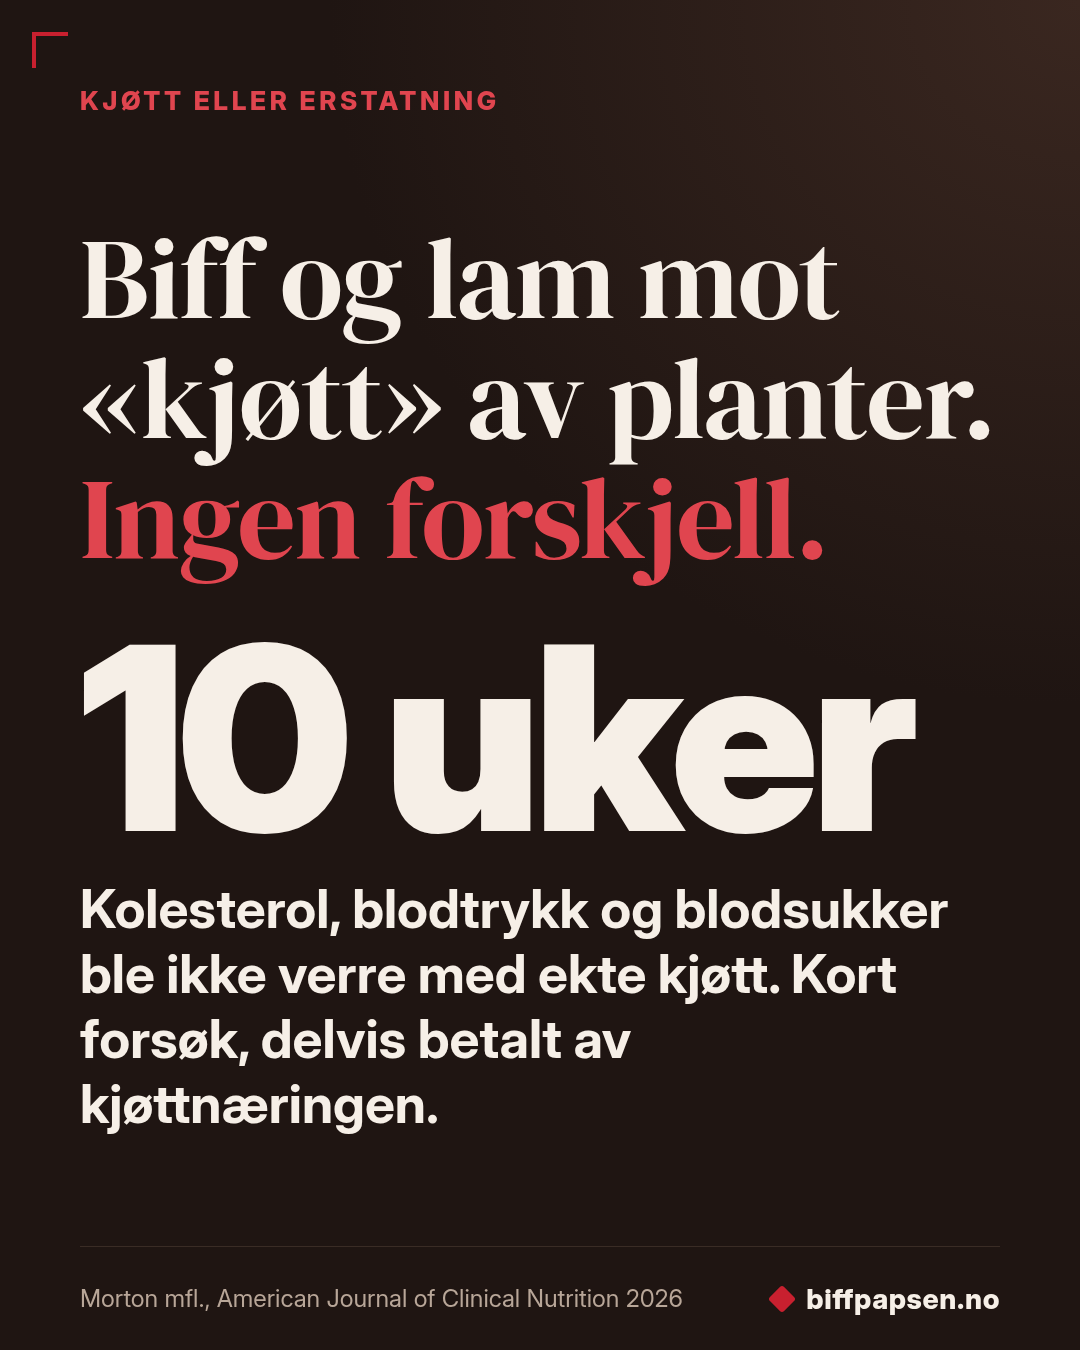 KJØTT ELLER ERSTATNING
Biff og lam mot
«kjøtt» av planter.
Ingen forskjell.
10 uker
Kolesterol, blodtrykk og blodsukker
ble ikke verre med ekte kjøtt. Kort
forsøk, delvis betalt av
kjøttnæringen.
Morton mfl., American Journal of Clinical Nutrition 2026
biffpapsen.no